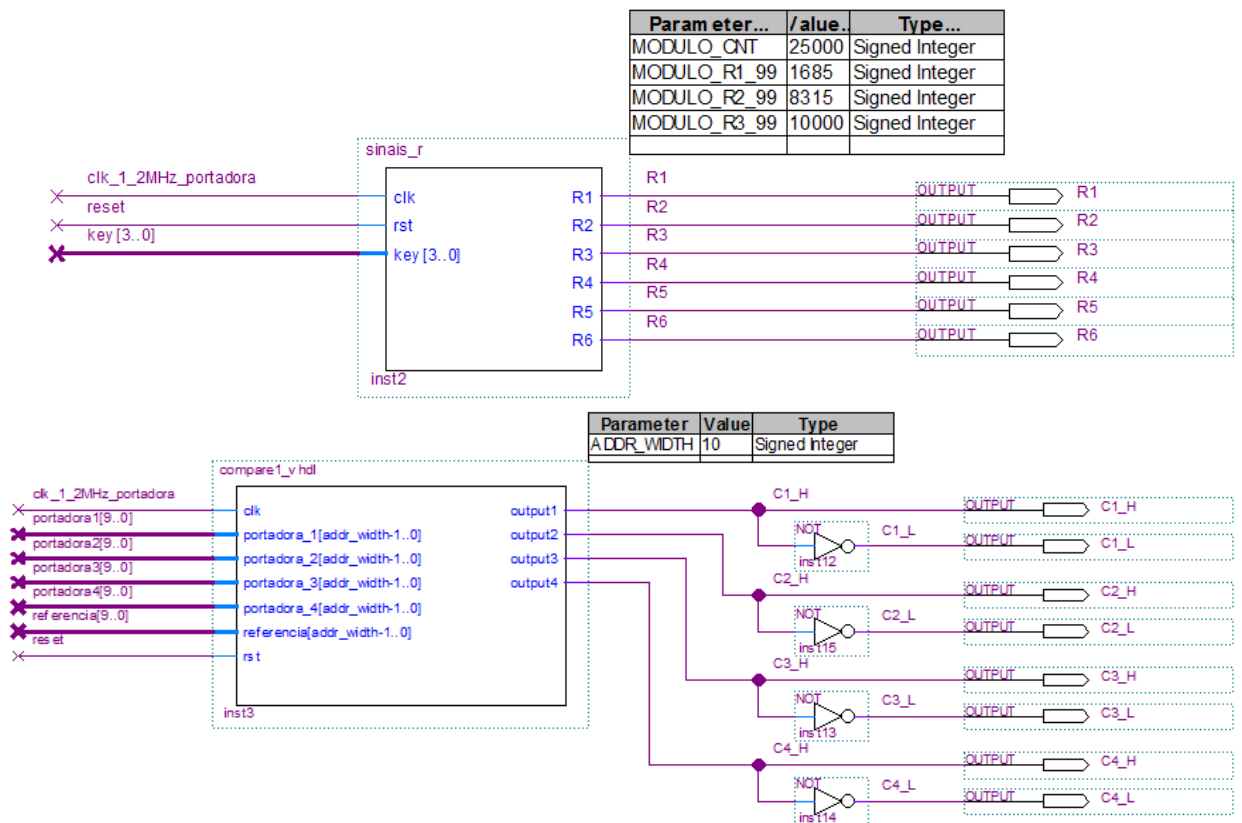 Param eter... /alue.. Type...
MODULO_CNT 25000 Signed Integer
MODULO_R1_99 1685 Signed Integer
MODULO_R2_99 8315 Signed Integer
MODULO_R3_99 10000 Signed Integer
sinais_r
clk_1_2MHz_portadora
reset
key [3..0]
clk
rst
key [3..0]
R1
R2
R3
R4
R5
R6
R1
R2
R3
R4
R5
R6
OUTPUT R1
OUTPUT R2
OUTPUT R3
OUTPUT R4
OUTPUT R5
OUTPUT R6
inst2
Parameter Value Type
ADDR_WIDTH 10 Signed Integer
compare1_vhdl
clk_1_2MHz_portadora
portadora1[9..0]
portadora2[9..0]
portadora3[9..0]
portadora4[9..0]
referencia[9..0]
reset
clk
portadora_1[addr_width-1..0]
portadora_2[addr_width-1..0]
portadora_3[addr_width-1..0]
portadora_4[addr_width-1..0]
referencia[addr_width-1..0]
rst
output1
output2
output3
output4
inst3
C1_H OUTPUT C1_H
NOT C1_L OUTPUT C1_L
inst12
C2_H OUTPUT C2_H
NOT C2_L OUTPUT C2_L
inst15
C3_H OUTPUT C3_H
NOT C3_L OUTPUT C3_L
inst13
C4_H OUTPUT C4_H
NOT C4_L OUTPUT C4_L
inst14